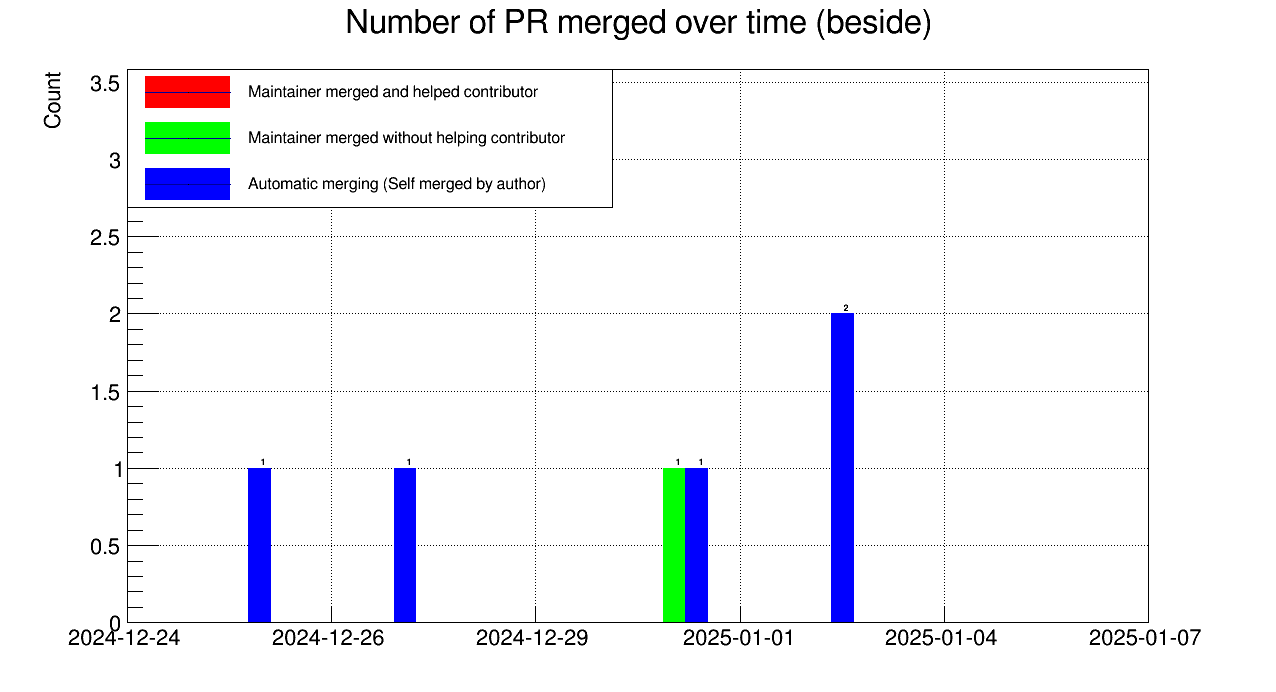 Number of PR merged over time (beside)
Count
3.5
Maintainer merged and helped contributor
Maintainer merged without helping contributor
3
Automatic merging (Self merged by author)
2.5
2
2
1.5
1
1 1 1 1
0.5
0
2024-12-24 2024-12-26 2024-12-29 2025-01-01 2025-01-04 2025-01-07